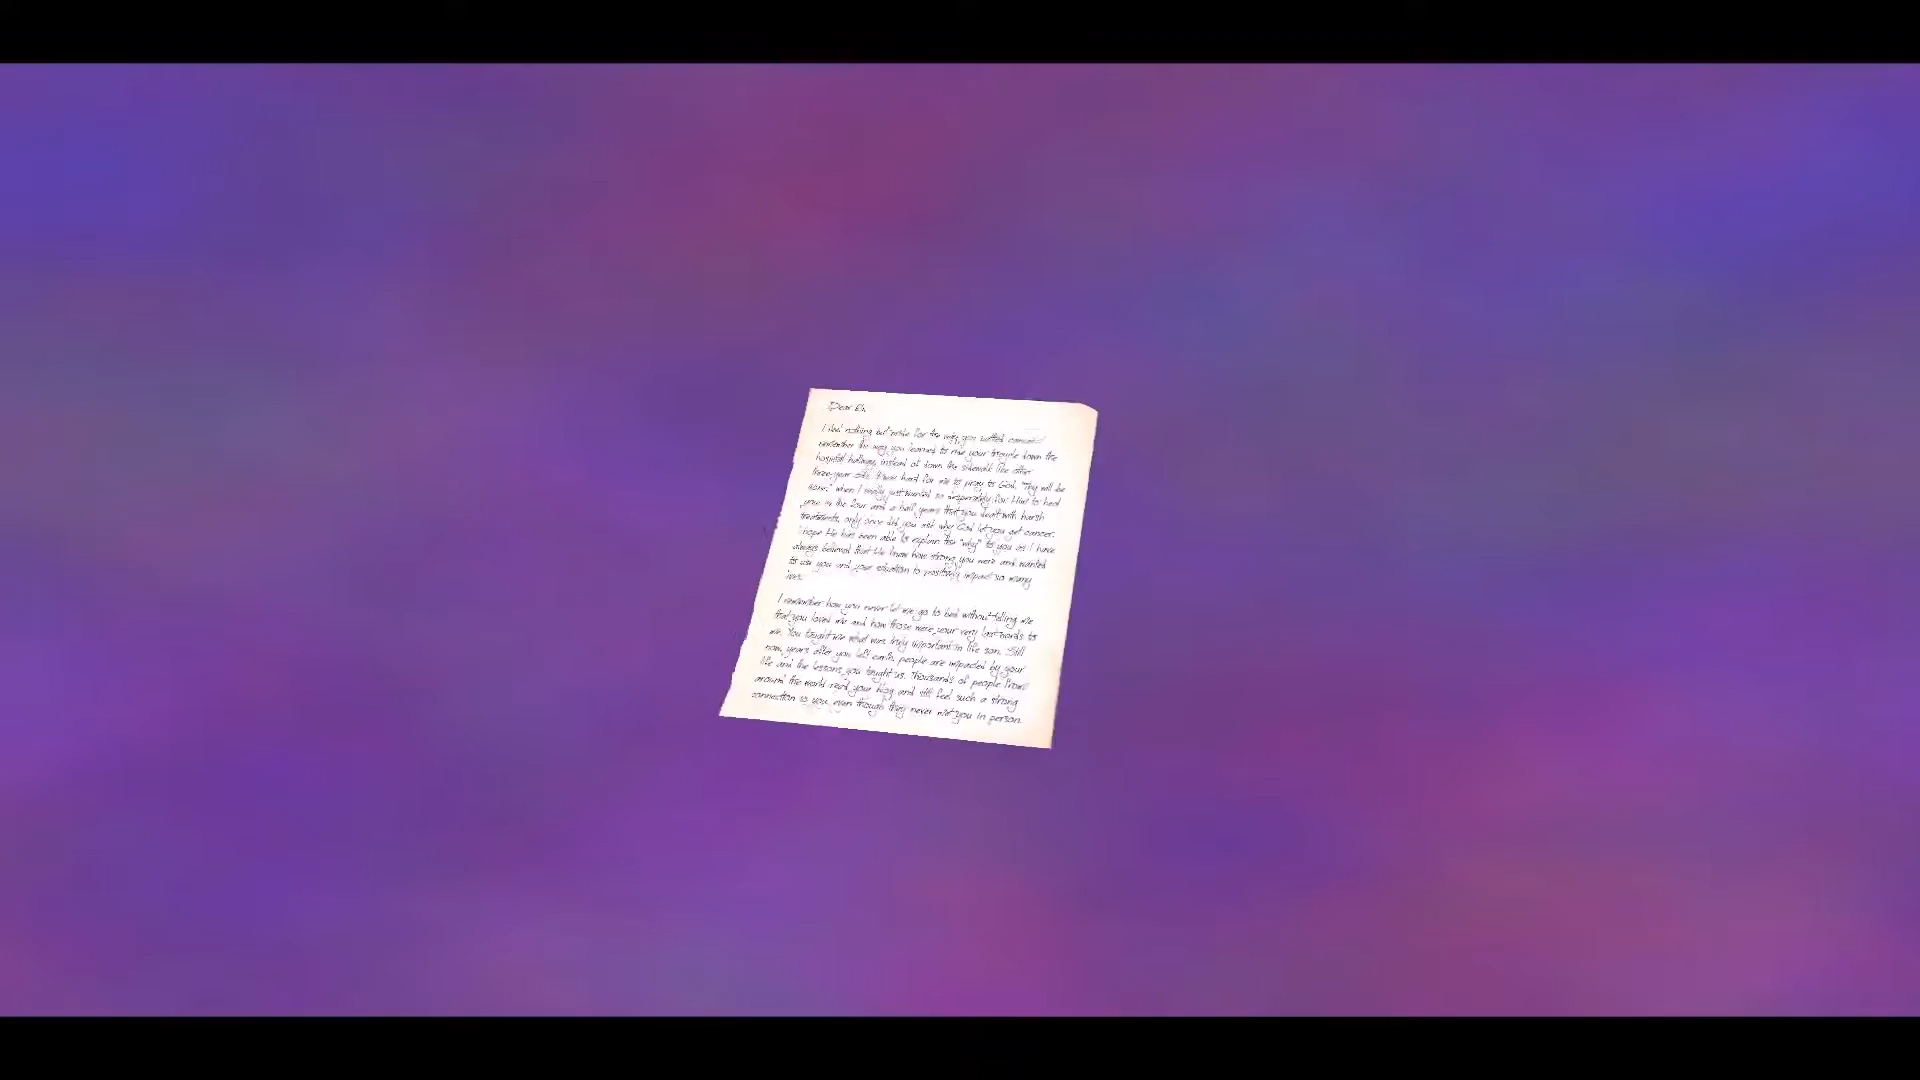 Dear Eli,
I feel nothing but pride for the way you battled cancer. I
remember the way you learned to ride your tricycle down the
hospital hallway, instead of down the sidewalk like other
three-year olds. It was hard for me to pray to God, "Thy will be
done," when I really just wanted so desperately for Him to heal
you. In the four and a half years that you dealt with harsh
treatments, only once did you ask why God let you get cancer.
I hope He has been able to explain the "why" to you as I have
always believed that He knew how strong you were and wanted
to use you and your situation to positively impact so many
lives.
I remember how you never let me go to bed without telling me
that you loved me and how those were your very last words to
me. You taught me what was truly important in life son. Still
now, years after you left earth, people are impacted by your
life and the lessons you taught us. Thousands of people from
around the world read your blog and still feel such a strong
connection to you, even though they never met you in person.